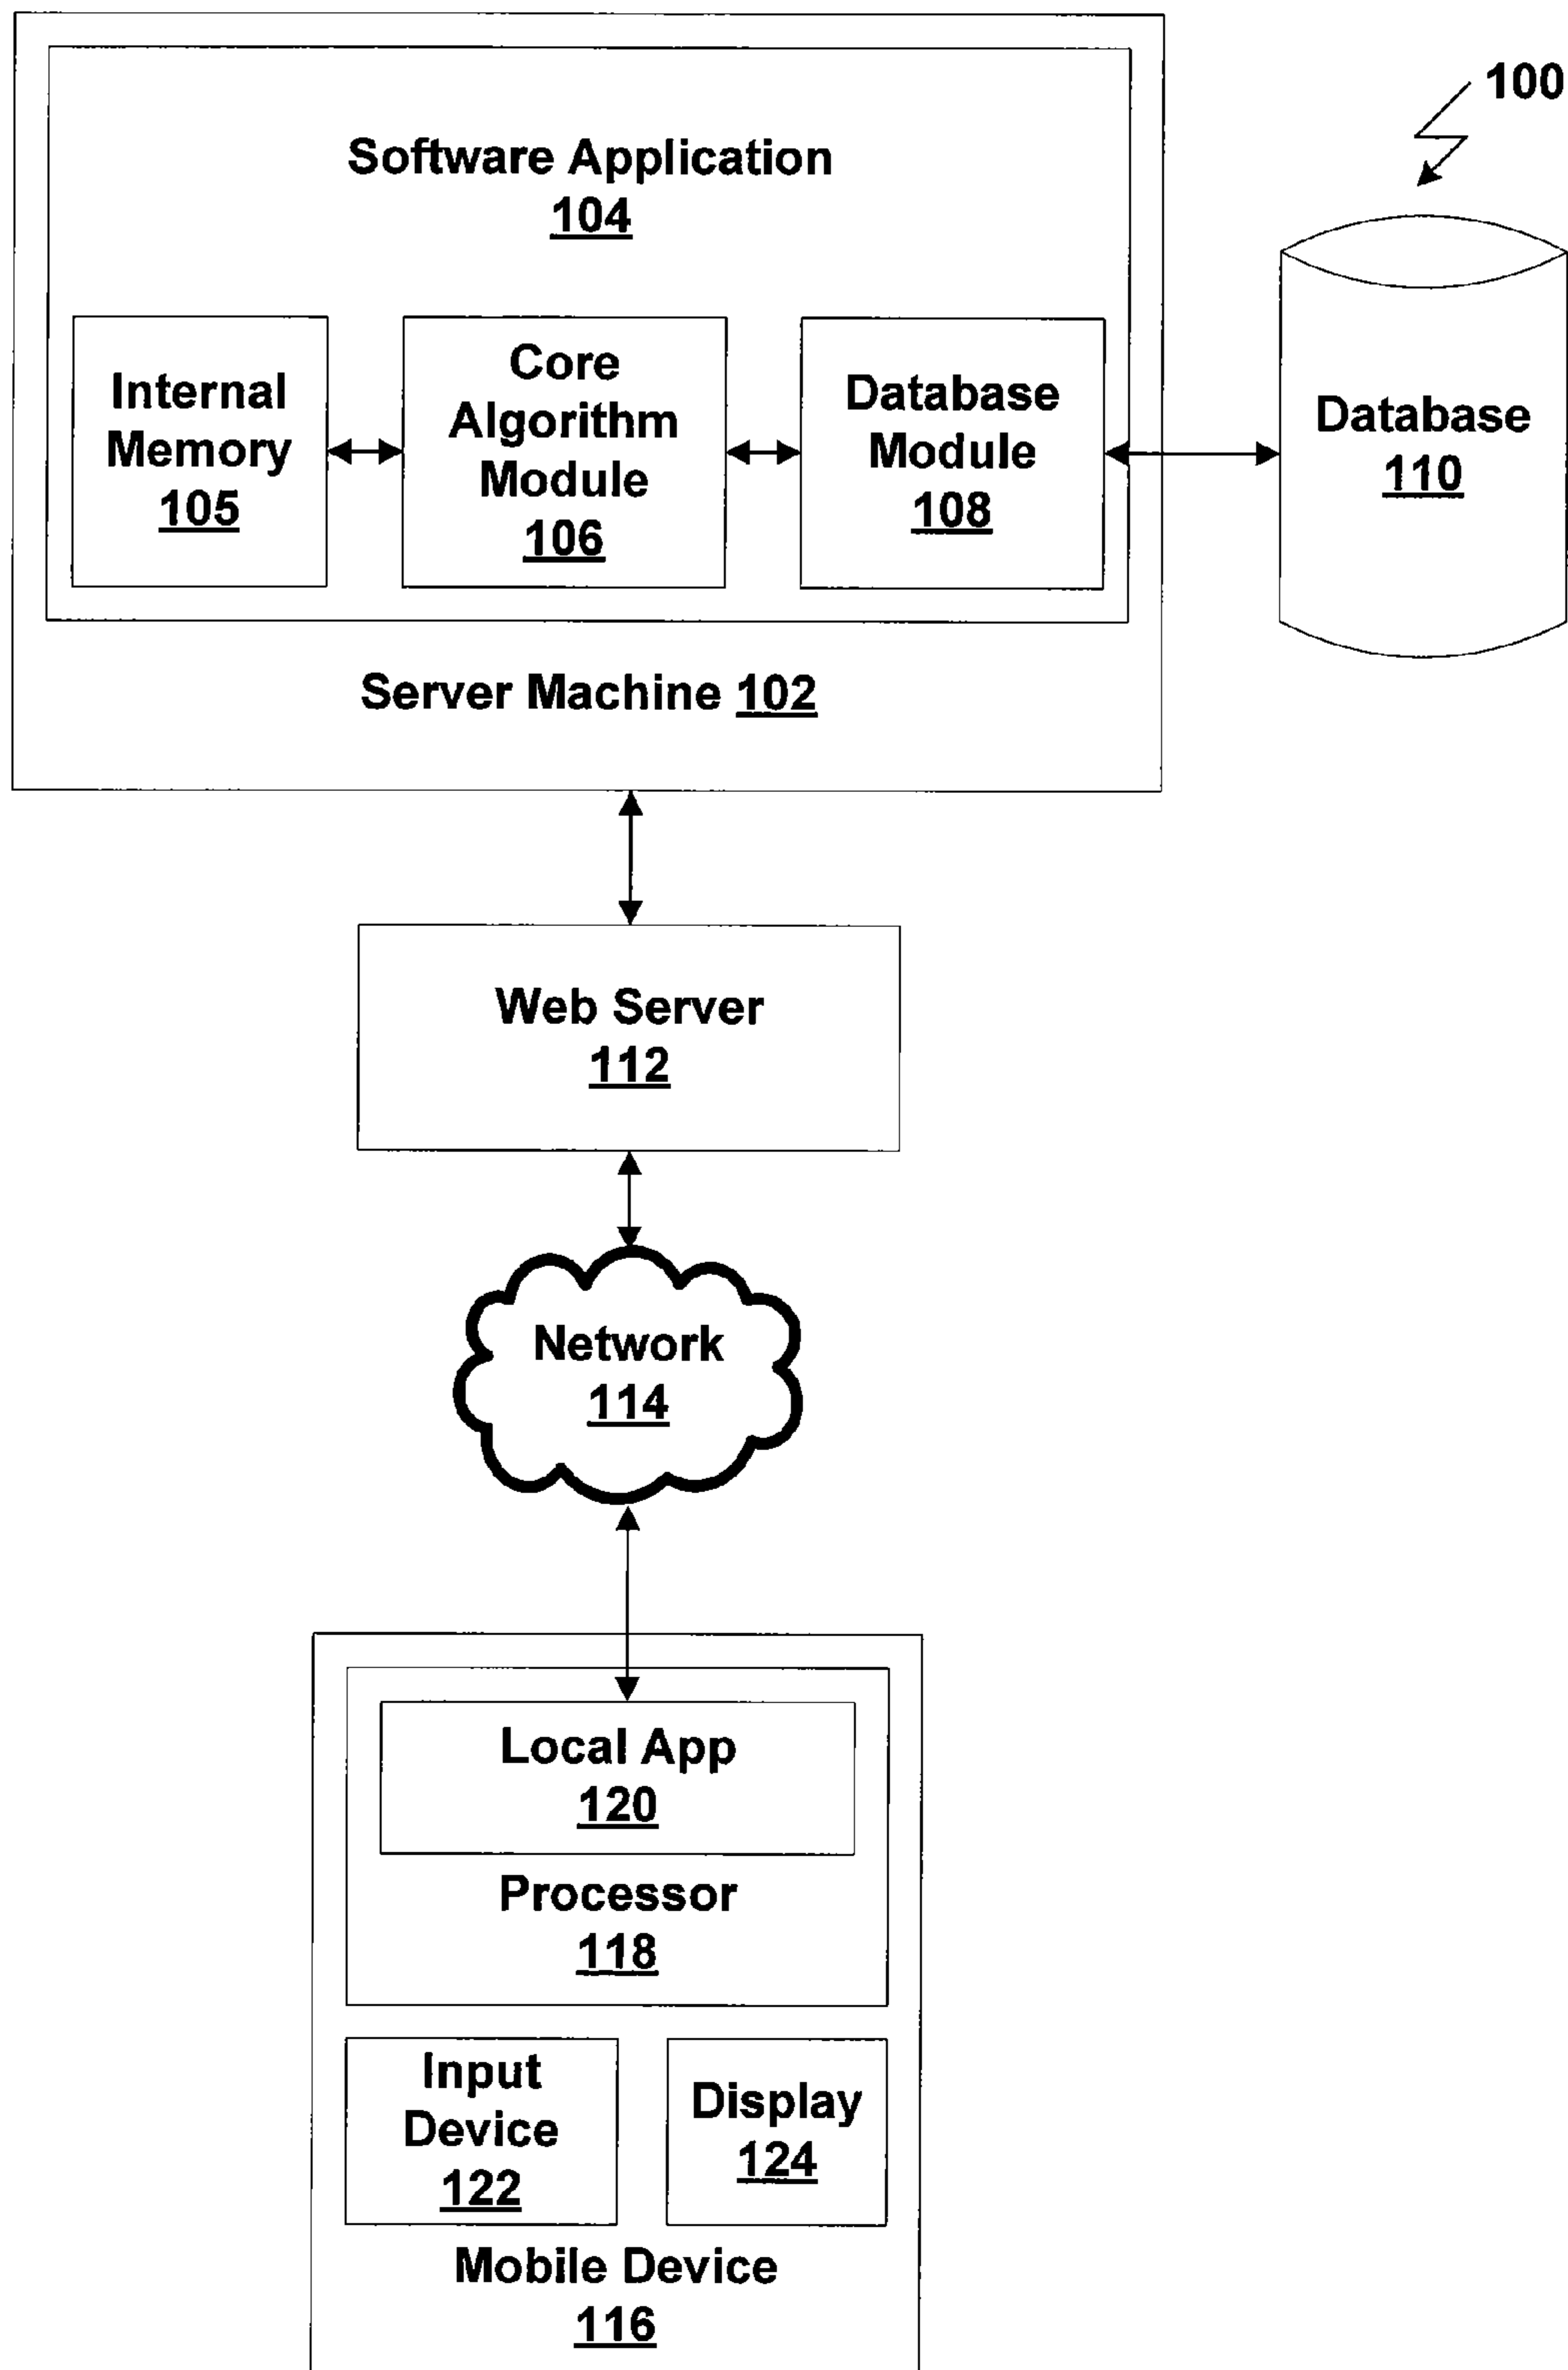 100
Software Application
104
Internal
Memory
105
Core
Algorithm
Module
106
Database
Module
108
Database
110
Server Machine 102
Web Server
112
Network
114
Local App
120
Processor
118
Input
Device
122
Display
124
Mobile Device
116